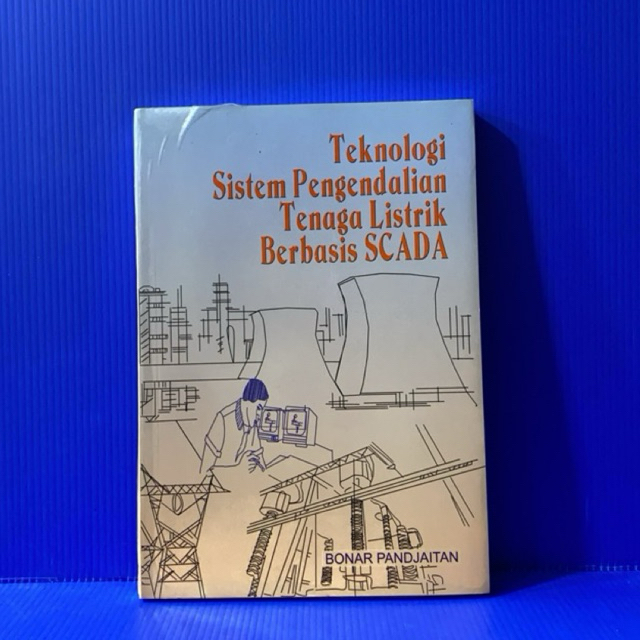 Teknologi
Sistem Pengendalian
Tenaga Listrik
Berbasis SCADA
BONAR PANDJAITAN